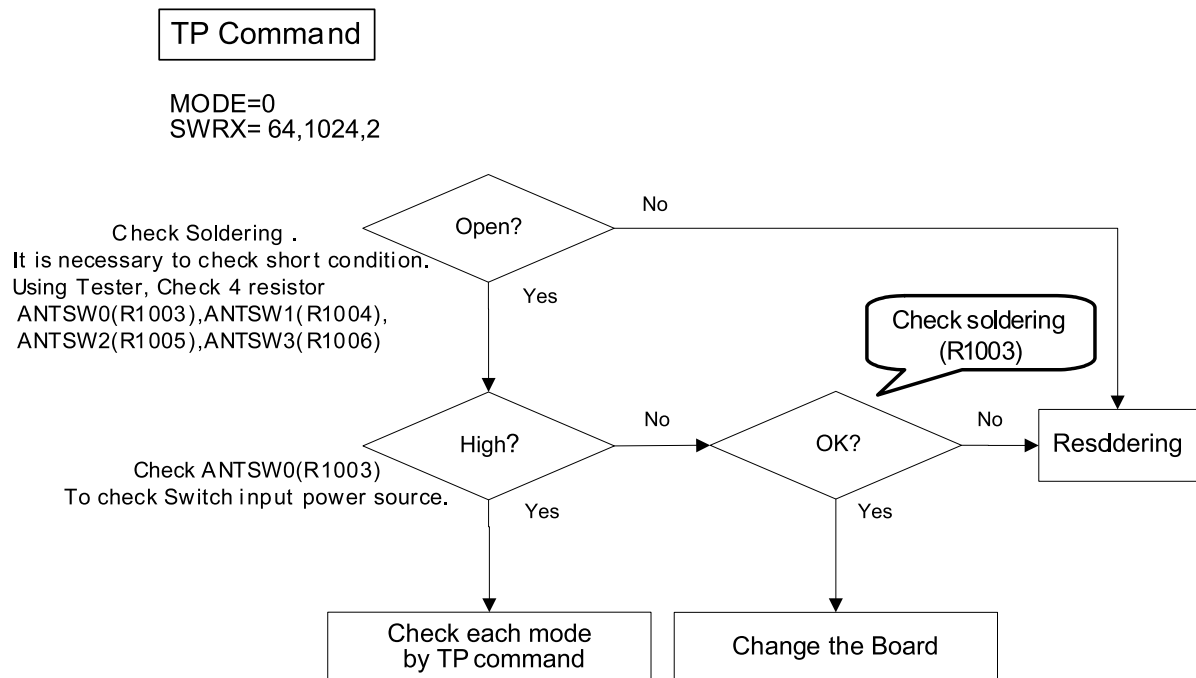 TP Command
MODE=0
SWRX= 64,1024,2
Open?
No
Check Soldering .
It is necessary to check short condition.
Using Tester, Check 4 resistor
ANTSW0(R1003),ANTSW1(R1004),
ANTSW2(R1005),ANTSW3(R1006)
Yes
Check soldering
(R1003)
High?
No
OK?
No
Resddering
Check ANTSW0(R1003)
To check Switch input power source.
Yes
Yes
Check each mode
by TP command
Change the Board